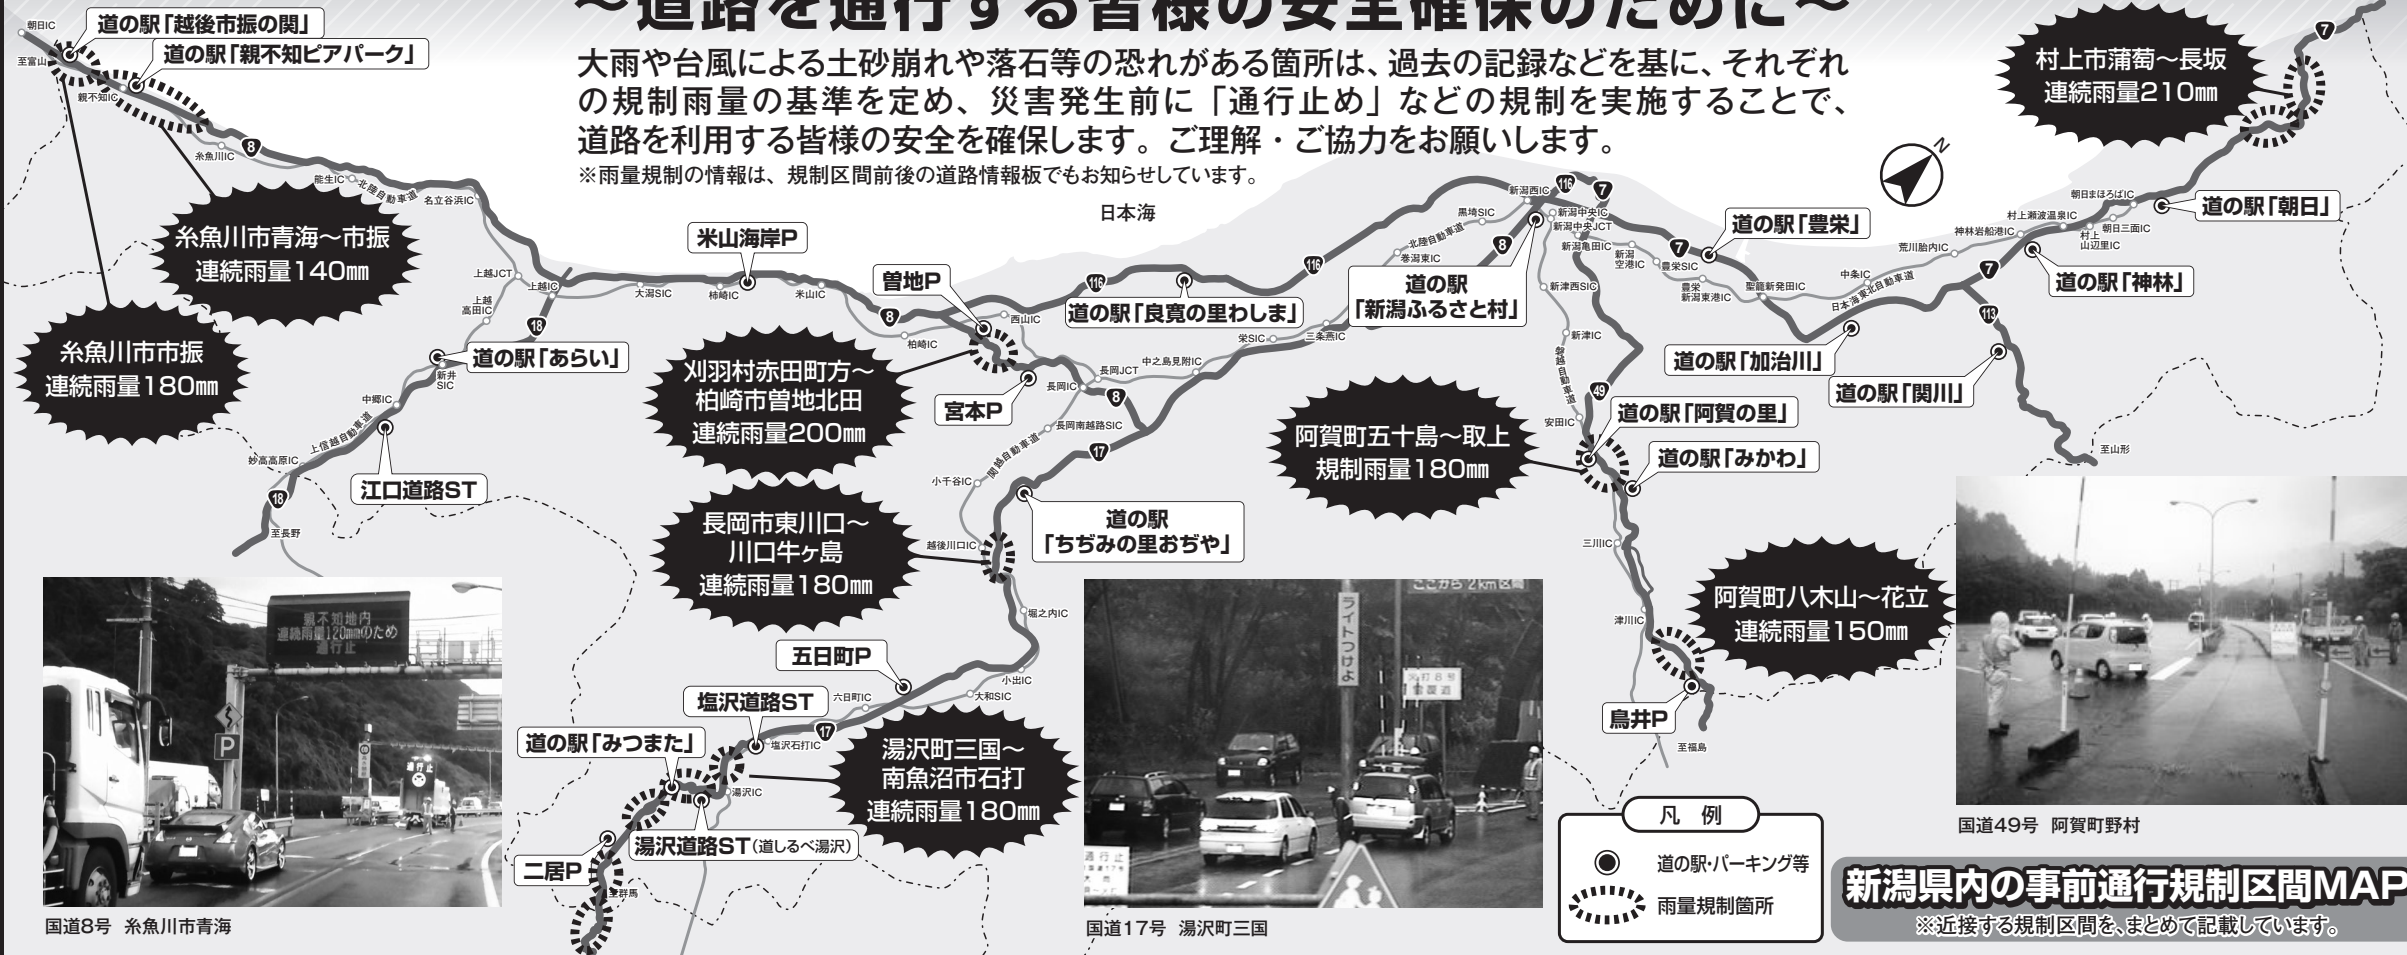 ～道路を通行する皆様の安全確保のために～
大雨や台風による土砂崩れや落石等の恐れがある箇所は、過去の記録などを基に、それぞれ
の規制雨量の基準を定め、災害発生前に「通行止め」などの規制を実施することで、
道路を利用する皆様の安全を確保します。ご理解・ご協力をお願いします。
※雨量規制の情報は、規制区間前後の道路情報板でもお知らせしています。
朝日IC
至富山
道の駅「越後市振の関」
道の駅「親不知ピアパーク」
親不知IC
糸魚川IC
8
能生IC
北陸自動車道
名立谷浜IC
糸魚川市青海～市振
連続雨量140㎜
糸魚川市市振
連続雨量180㎜
上越JCT
上越IC
上越
高田IC
18
道の駅「あらい」
新井
SIC
中郷IC
上信越自動車道
妙高高原IC
江口道路ST
18
至長野
大潟SIC
米山海岸P
柿崎IC
米山IC
日本海
曽地P
8
柏崎IC
西山IC
116
道の駅「良寛の里わしま」
116
刈羽村赤田町方～
柏崎市曽地北田
連続雨量200㎜
宮本P
長岡IC
長岡JCT
中之島見附IC
栄SIC
三条燕IC
8
長岡南越路SIC
関越自動車道
17
小千谷IC
道の駅
「ちぢみの里おぢや」
長岡市東川口～
川口牛ヶ島
連続雨量180㎜
越後川口IC
堀之内IC
小出IC
大和SIC
五日町P
六日町IC
塩沢道路ST
17
塩沢石打IC
道の駅「みつまた」
湯沢IC
湯沢道路ST(道しるべ湯沢)
二居P
至群馬
湯沢町三国～
南魚沼市石打
連続雨量180㎜
黒埼SIC
新潟西IC
116
7
北陸自動車道
巻潟東IC
8
道の駅
「新潟ふるさと村」
新潟中央IC
新潟中央JCT
新潟亀田IC
新潟
空港IC
7
道の駅「豊栄」
豊栄SIC
豊栄
新潟東港IC
聖籠新発田IC
新津西SIC
新津IC
磐越自動車道
49
安田IC
道の駅「阿賀の里」
道の駅「みかわ」
阿賀町五十島～取上
規制雨量180㎜
三川IC
津川IC
阿賀町八木山～花立
連続雨量150㎜
鳥井P
至福島
中条IC
日本海東北自動車道
荒川胎内IC
道の駅「加治川」
道の駅「関川」
7
113
至山形
神林岩船港IC
村上瀬波温泉IC
村上
山辺里IC
朝日三面IC
朝日まほろばIC
道の駅「神林」
道の駅「朝日」
N
村上市蒲萄～長坂
連続雨量210㎜
7
親不知地内
連続雨量120㎜のため
通行止
P
通行止
国道8号 糸魚川市青海
ここから2km区間
ライトつけよ
国道17号 湯沢町三国
国道49号 阿賀町野村
凡 例
道の駅・パーキング等
雨量規制箇所
新潟県内の事前通行規制区間MAP
※近接する規制区間を、まとめて記載しています。